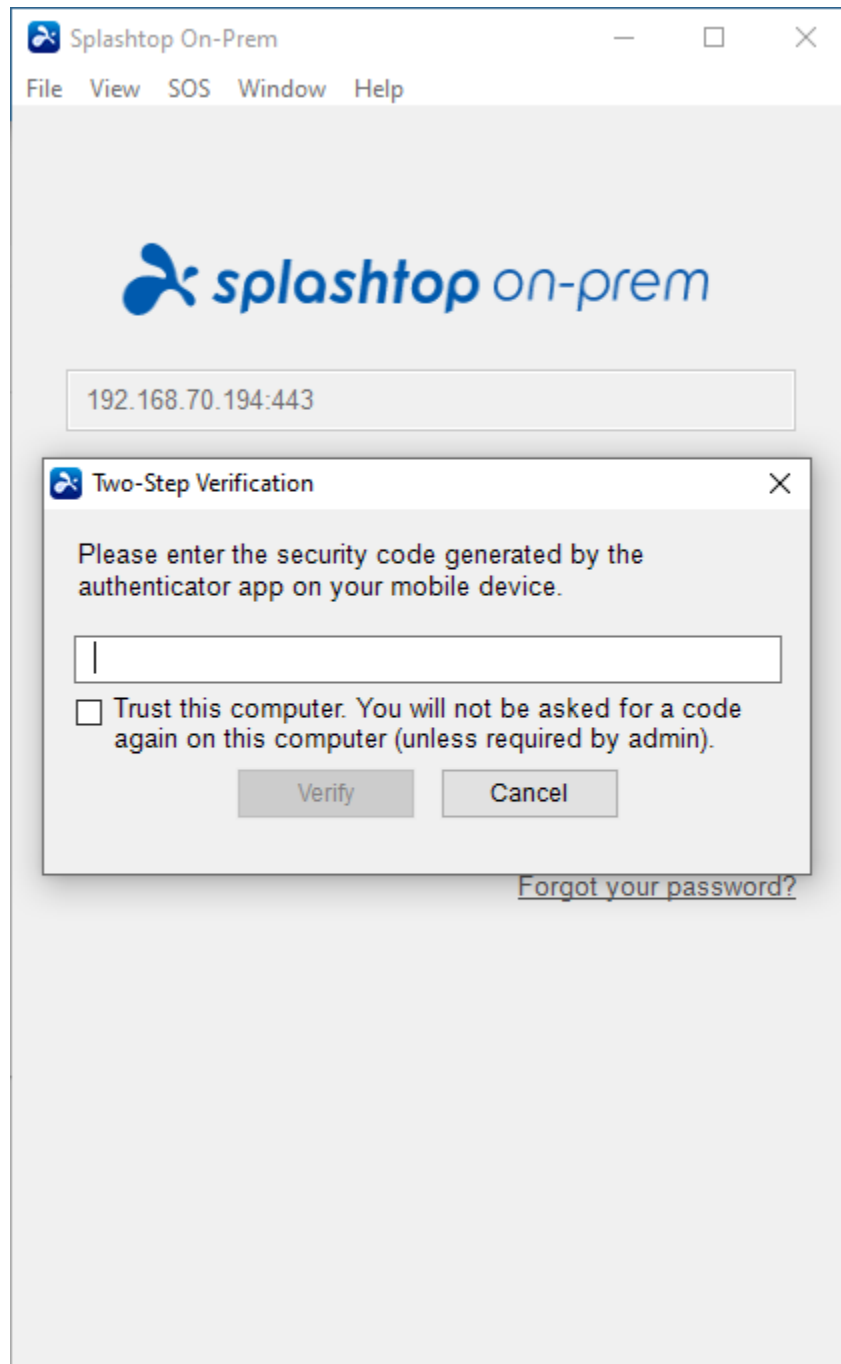 Splashtop On-Prem
File View SOS Window Help
splashtop on-prem
192.168.70.194:443
Two-Step Verification
Please enter the security code generated by the
authenticator app on your mobile device.
Trust this computer. You will not be asked for a code
again on this computer (unless required by admin).
Verify Cancel
Forgot your password?